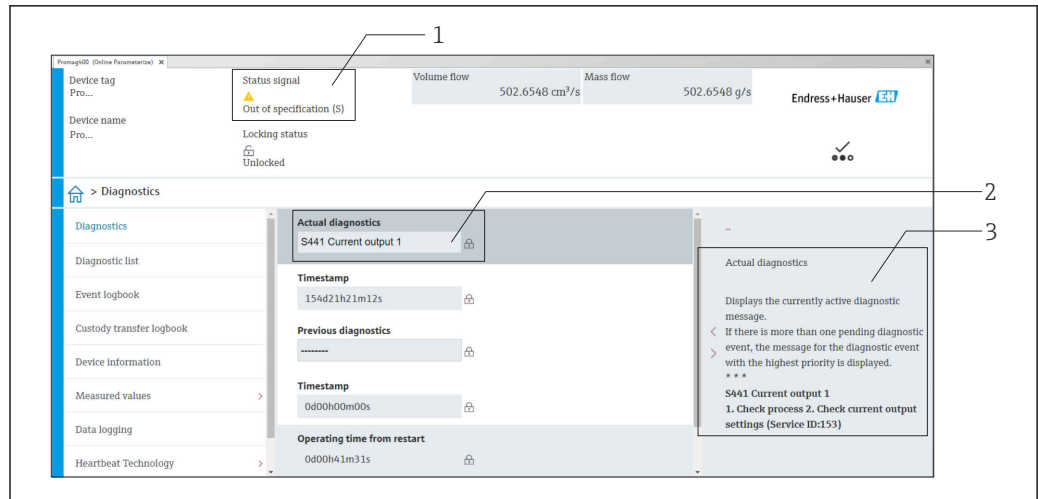 1
Promag400 (Online Parameterize) ×
×
Device tag
Pro...
Device name
Pro...
Status signal
Out of specification (S)
Locking status
Unlocked
Volume flow
502.6548 cm³/s
Mass flow
502.6548 g/s
Endress+Hauser EH
> Diagnostics
2
3
Diagnostics
Diagnostic list
Event logbook
Custody transfer logbook
Device information
Measured values >
Data logging
Heartbeat Technology >
Actual diagnostics
S441 Current output 1
Timestamp
154d21h21m12s
Previous diagnostics
--------
Timestamp
0d00h00m00s
Operating time from restart
0d00h41m31s
..
Actual diagnostics
Displays the currently active diagnostic
message.
If there is more than one pending diagnostic
event, the message for the diagnostic event
with the highest priority is displayed.
* * *
S441 Current output 1
1. Check process 2. Check current output
settings (Service ID:153)